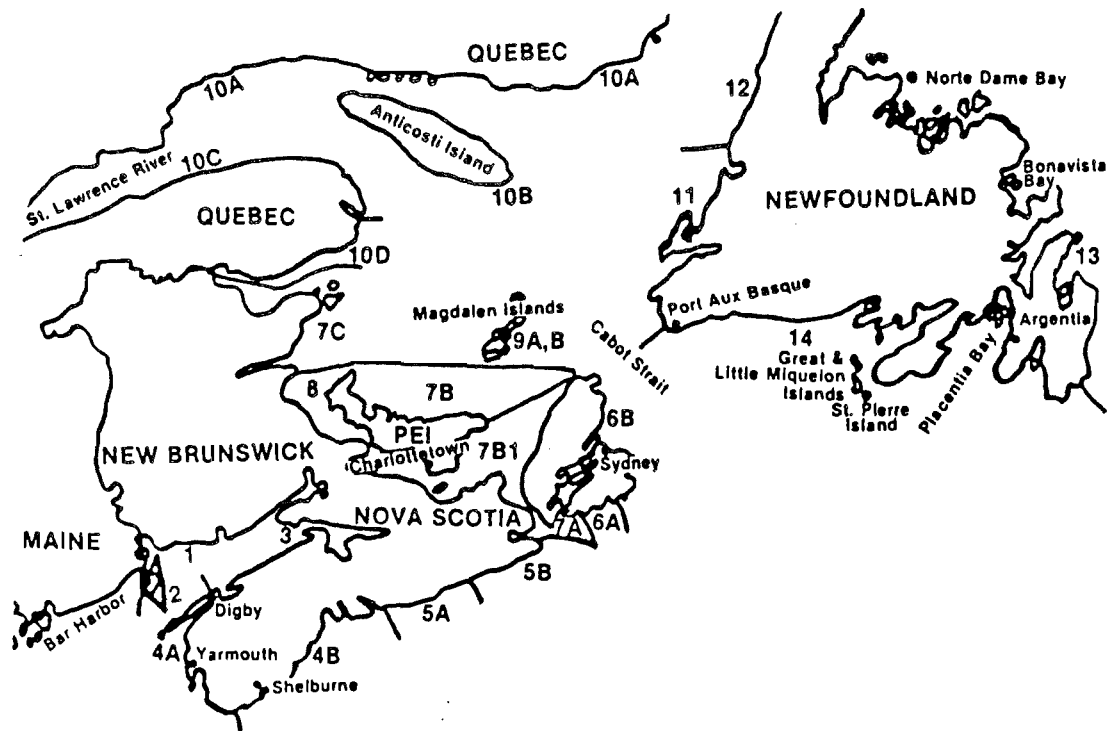 QUEBEC
10A
10A
12
Norte Dame Bay
Anticosti Island
St. Lawrence River
10C
10B
Bonavista
Bay
11
NEWFOUNDLAND
QUEBEC
10D
13
Magdalen Islands
Port Aux Basque
7C
9A, B
Cabot Strait
14
Argentia
Placentia Bay
Great &
Little Miquelon
Islands
St. Pierre
Island
8
7B
6B
PEI
NEW BRUNSWICK
Charlottetown
7B1
Sydney
NOVA SCOTIA
7A
6A
MAINE
1
3
5B
2
Digby
5A
Bar Harbor
4A
Yarmouth
4B
Shelburne